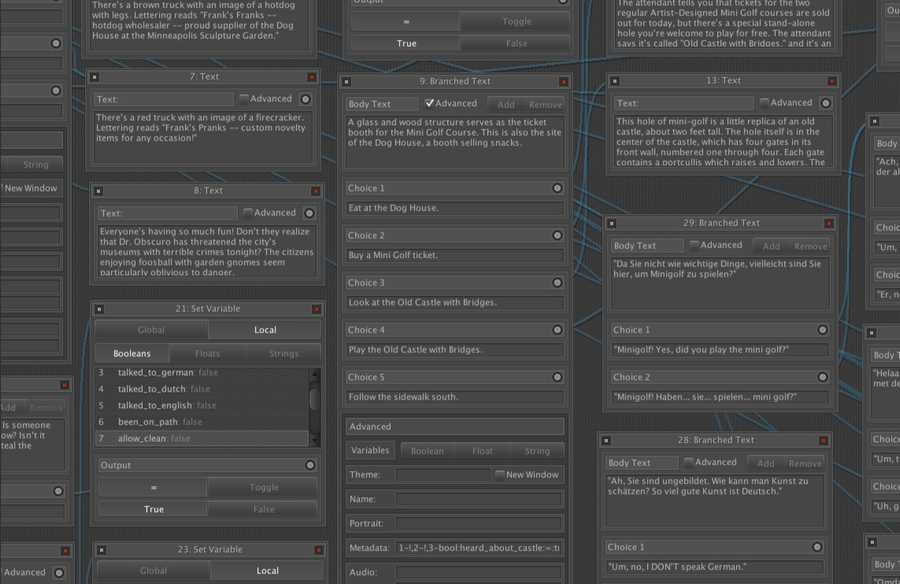 There's a brown truck with an image of a hotdog
with legs. Lettering reads "Frank's Franks --
hotdog wholesaler -- proud supplier of the Dog
House at the Minneapolis Sculpture Garden."
7: Text
Text:
Advanced
There's a red truck with an image of a firecracker.
Lettering reads "Frank's Pranks -- custom novelty
items for any occasion!"
8: Text
Text:
Advanced
Everyone's having so much fun! Don't they realize
that Dr. Obscuro has threatened the city's
museums with terrible crimes tonight? The citizens
enjoying foosball with garden gnomes seem
particularly oblivious to danger.
21: Set Variable
Global Local
Booleans Floats Strings
3 talked_to_german: false
4 talked_to_dutch: false
5 talked_to_english: false
6 been_on_path: false
7 allow_clean: false
Output
= Toggle
True False
23: Set Variable
Global Local
String
New Window
Add Remove
Is someone
ow? Isn't it
teal the
Advanced
Output
= Toggle
True False
9: Branched Text
Body Text Advanced Add Remove
A glass and wood structure serves as the ticket
booth for the Mini Golf Course. This is also the site
of the Dog House, a booth selling snacks.
Choice 1
Eat at the Dog House.
Choice 2
Buy a Mini Golf ticket.
Choice 3
Look at the Old Castle with Bridges.
Choice 4
Play the Old Castle with Bridges.
Choice 5
Follow the sidewalk south.
Advanced
Variables Boolean Float String
Theme: New Window
Name:
Portrait:
Metadata: 1-!,2-!,3-bool:heard_about_castle:=:t
Audio:
The attendant tells you that tickets for the two
regular Artist-Designed Mini Golf courses are sold
out for today, but there's a special stand-alone
hole you're welcome to play for free. The attendant
says it's called "Old Castle with Bridges." and it's an
13: Text
Text:
Advanced
This hole of mini-golf is a little replica of an old
castle, about two feet tall. The hole itself is in the
center of the castle, which has four gates in its
front wall, numbered one through four. Each gate
contains a portcullis which raises and lowers. The
29: Branched Text
Body Text Advanced Add Remove
"Da Sie nicht wie wichtige Dinge, vielleicht sind Sie
hier, um Minigolf zu spielen?"
Choice 1
"Minigolf! Yes, did you play the mini golf?"
Choice 2
"Minigolf! Haben... sie... spielen... mini golf?"
28: Branched Text
Body Text Advanced Add Remove
"Ah, Sie sind ungebildet. Wie kann man Kunst zu
schätzen? So viel gute Kunst ist Deutsch."
Choice 1
"Um, no, I DON'T speak German."
Ou
Body
"Ach,
der al
Choic
"Um,
Choic
"Er, n
Body T
"Helaa
met de
Choic
"Um, t
Choic
"Uh, g
Body